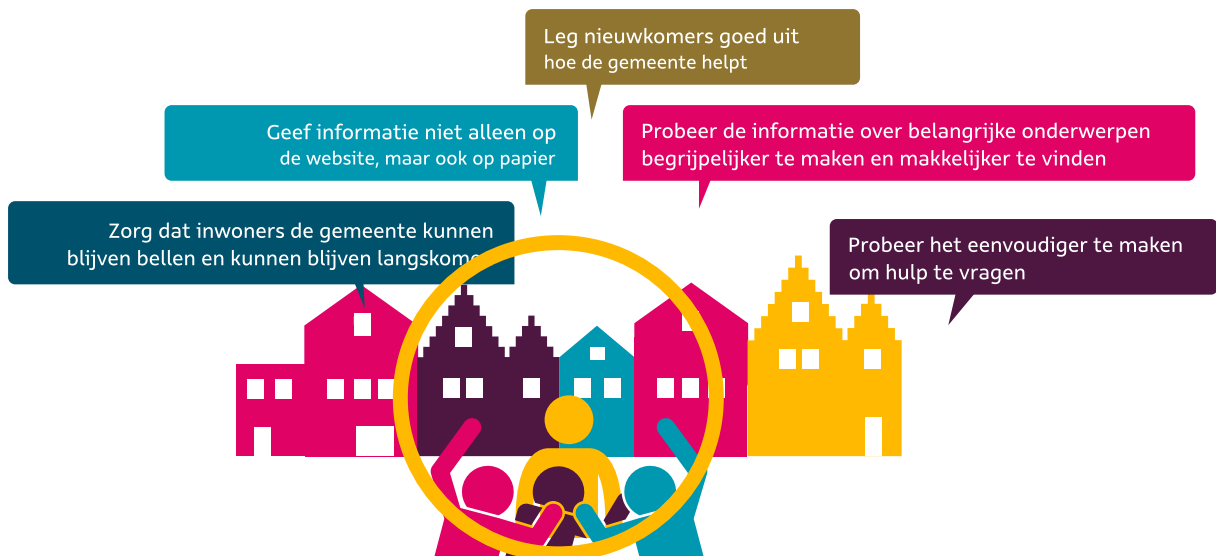 Leg nieuwkomers goed uit
hoe de gemeente helpt
Geef informatie niet alleen op
de website, maar ook op papier
Probeer de informatie over belangrijke onderwerpen
begrijpelijker te maken en makkelijker te vinden
Zorg dat inwoners de gemeente kunnen
blijven bellen en kunnen blijven langskomen
Probeer het eenvoudiger te maken
om hulp te vragen